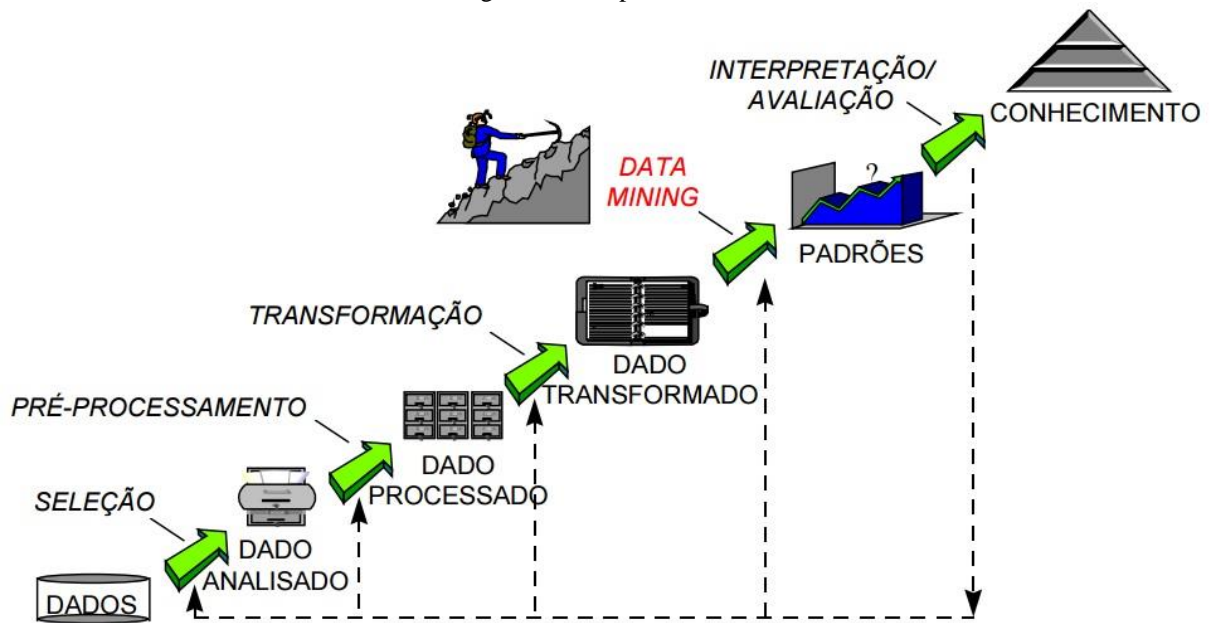 INTERPRETAÇÃO/
AVALIAÇÃO
CONHECIMENTO
DATA
MINING
?
PADRÕES
TRANSFORMAÇÃO
DADO
TRANSFORMADO
PRÉ-PROCESSAMENTO
DADO
PROCESSADO
SELEÇÃO
DADO
ANALISADO
DADOS